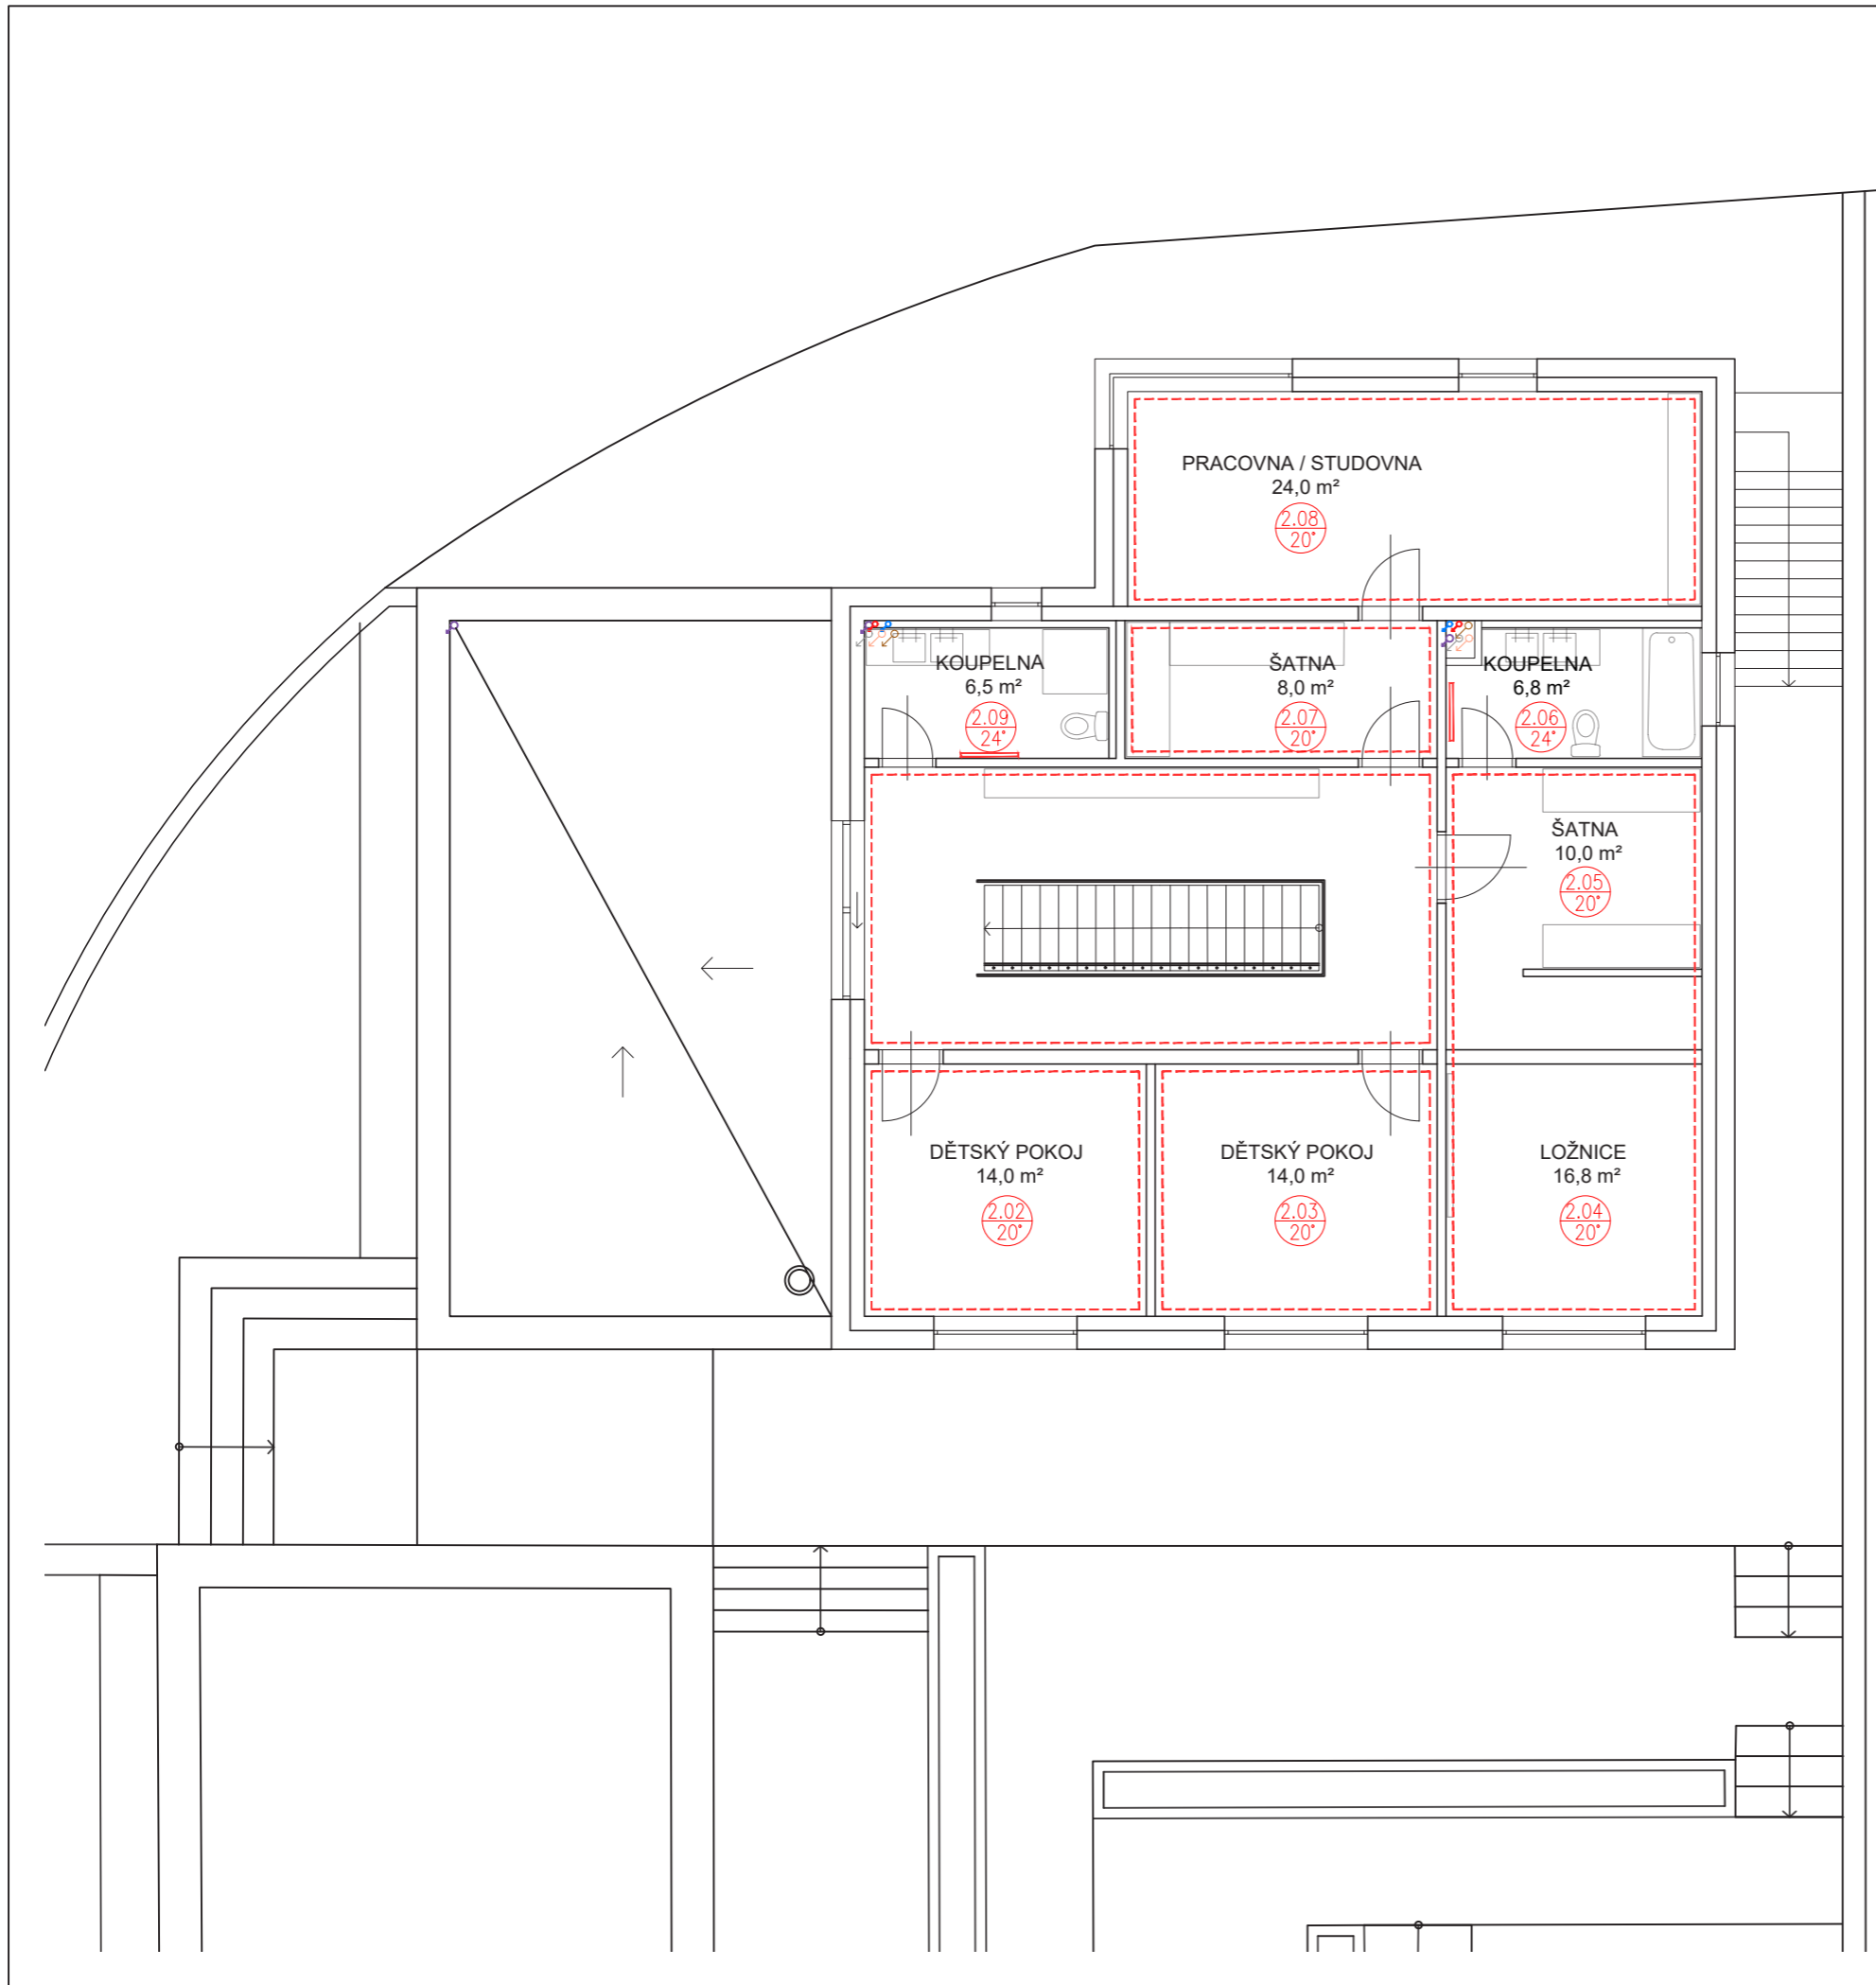 PRACOVNA / STUDOVNA
24,0 m²
2.08
20°
KOUPELNA
6,5 m²
2.09
24°
ŠATNA
8,0 m²
2.07
20°
KOUPELNA
6,8 m²
2.06
24°
ŠATNA
10,0 m²
2.05
20°
DĚTSKÝ POKOJ
14,0 m²
2.02
20°
DĚTSKÝ POKOJ
14,0 m²
2.03
20°
LOŽNICE
16,8 m²
2.04
20°